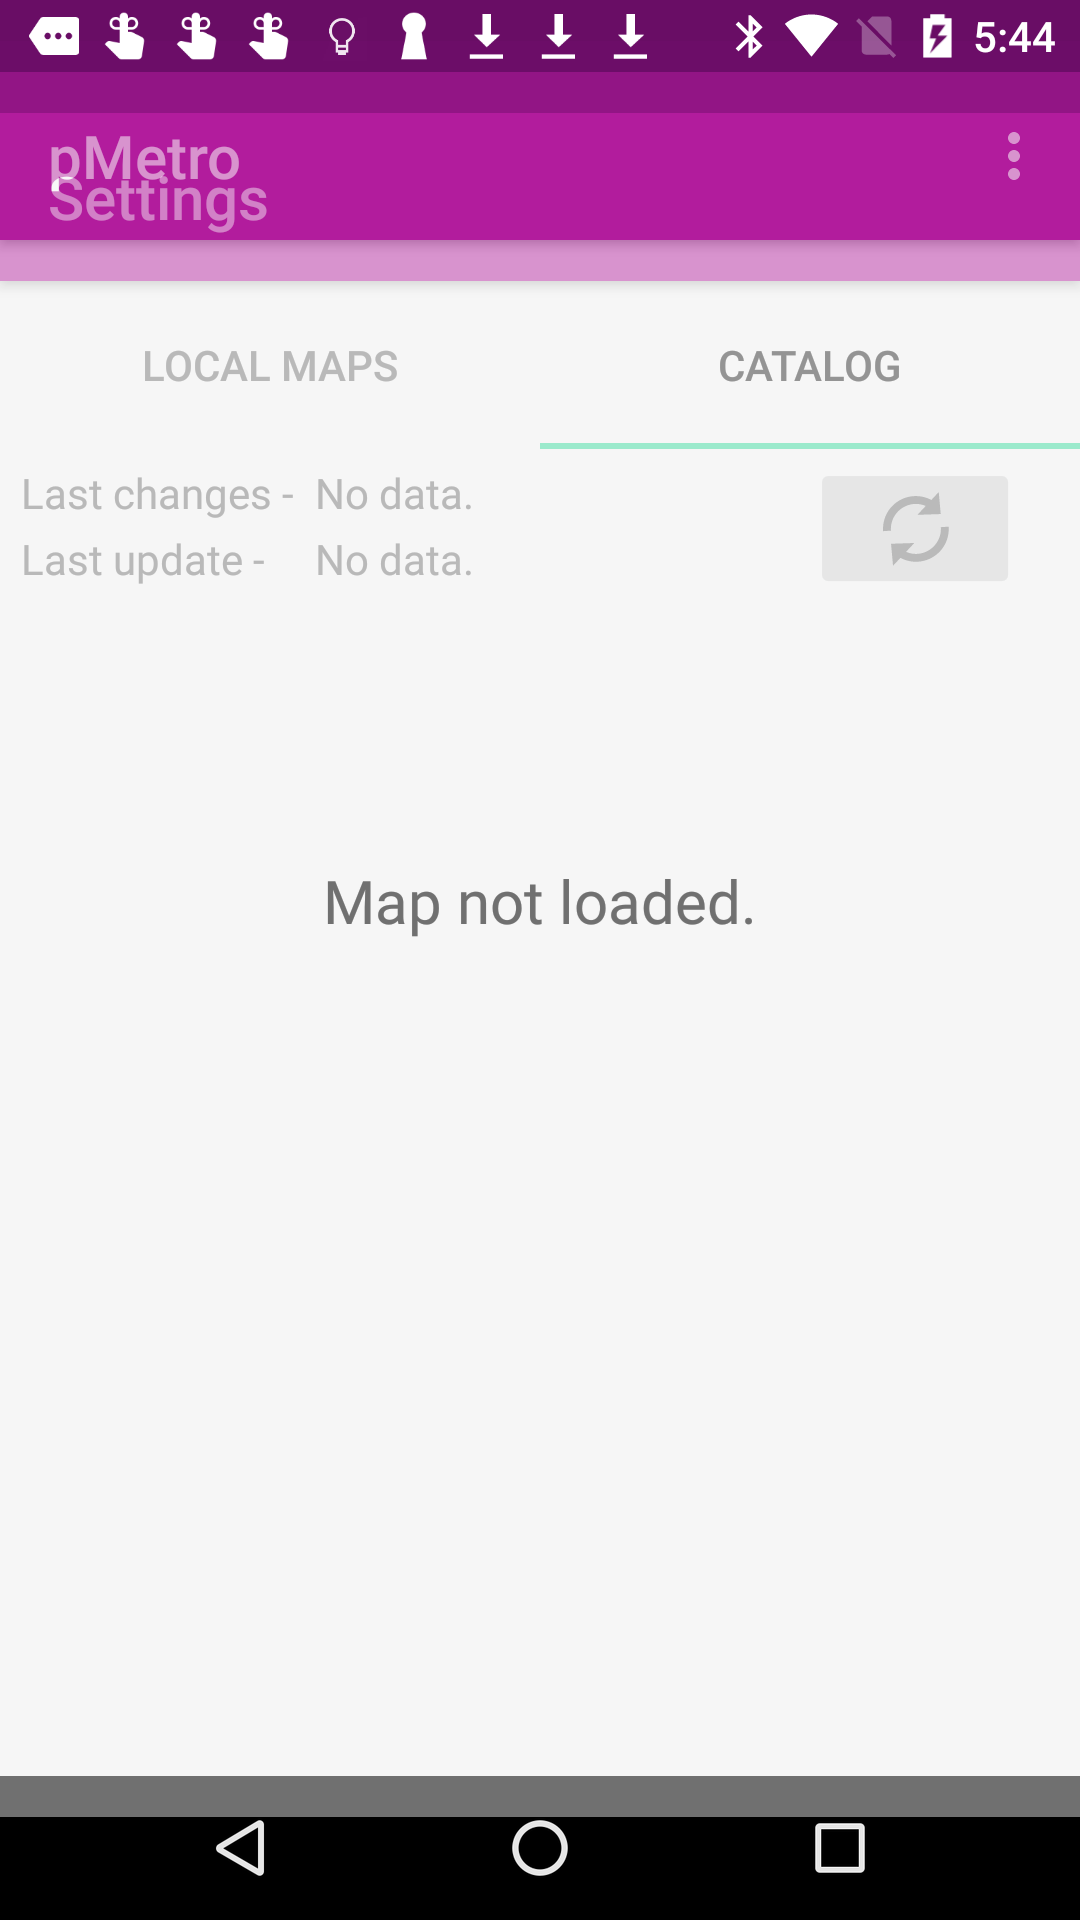 5:44
pMetro
Settings
LOCAL MAPS CATALOG
Last changes - No data.
Last update - No data.
Map not loaded.